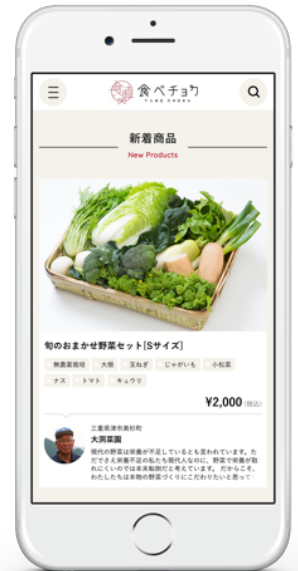 食べチョク
TABE CHOKU
新着商品
New Products
旬のおまかせ野菜セット[Sサイズ]
無農薬栽培 大根 玉ねぎ じゃがいも 小松菜
ナス トマト キュウリ
¥2,000 (税込)
三重県津市美杉町
大洞菜園
現代の野菜は栄養が不足しているとも言われています。た
だでさえ栄養不足の私たち現代人なのに、野菜で栄養が取
れにくいのでは本末転倒だと考えています。 だからこそ、
わたしたちは本物の野菜づくりにこだわりたいと思って